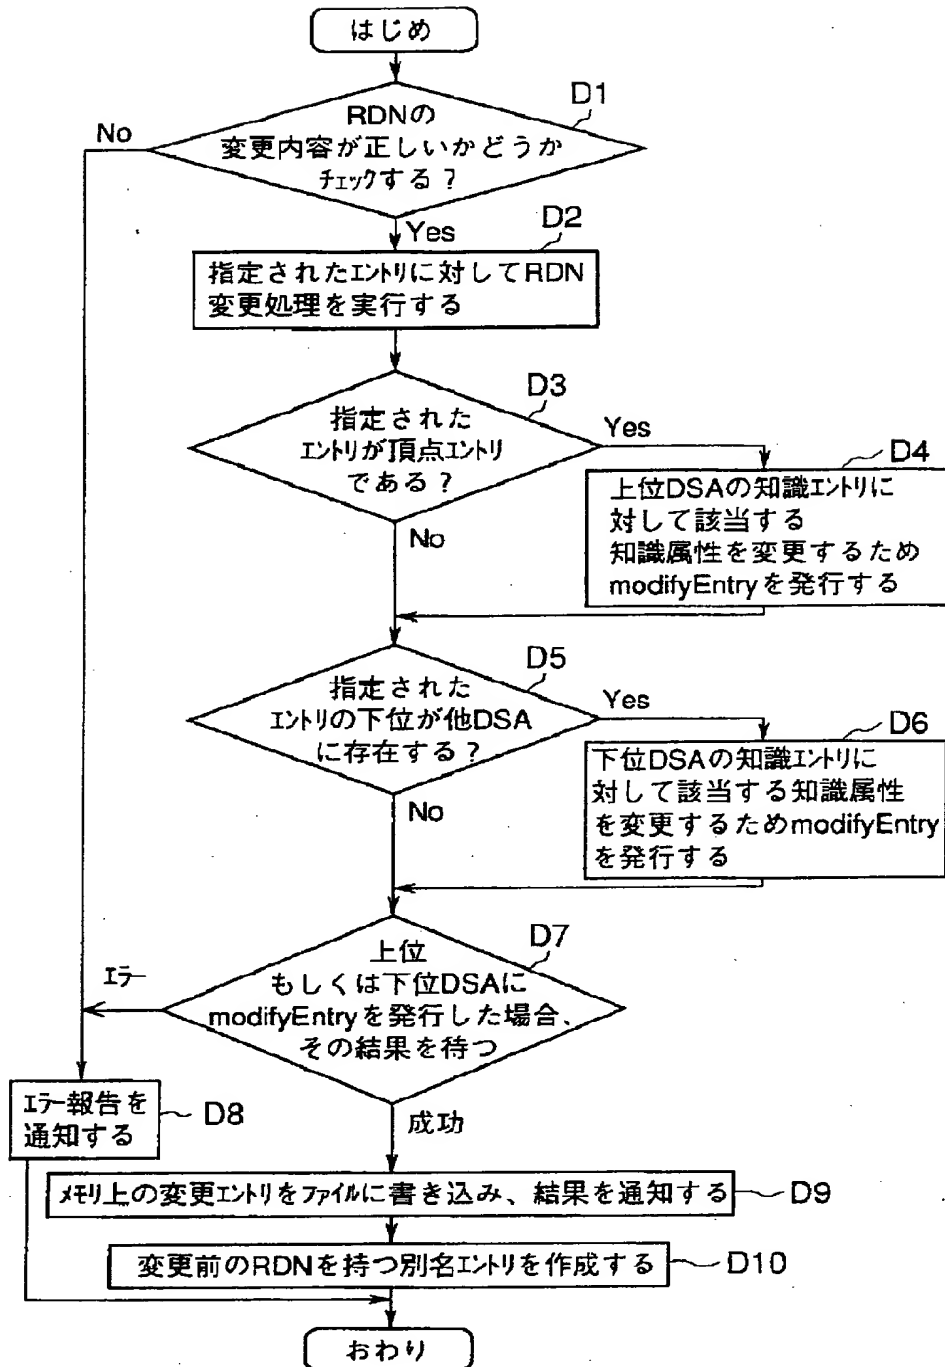 はじめ
D1
No
RDNの
変更内容が正しいかどうか
チェックする？
Yes
D2
指定されたエントリに対してRDN
変更処理を実行する
D3
指定された
エントリが頂点エントリ
である？
Yes
D4
上位DSAの知識エントリに
対して該当する
知識属性を変更するため
modifyEntryを発行する
No
D5
指定された
エントリの下位が他DSA
に存在する？
Yes
D6
下位DSAの知識エントリに
対して該当する知識属性
を変更するためmodifyEntry
を発行する
No
D7
上位
もしくは下位DSAに
modifyEntryを発行した場合、
その結果を待つ
エラー
エラー報告を
通知する
D8
成功
メモリ上の変更エントリをファイルに書き込み、結果を通知する
D9
変更前のRDNを持つ別名エントリを作成する
D10
おわり